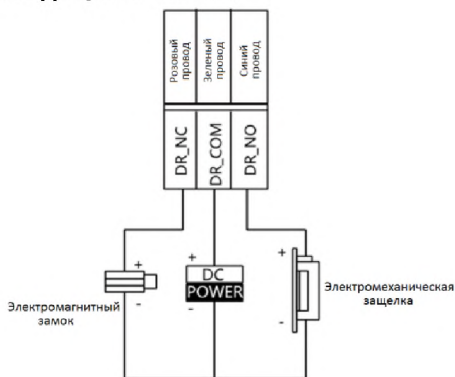 Розовый
провод
Зеленый
провод
Синий
провод
DR_NC
DR_COM
DR_NO
+
-
Электромагнитный
замок
+
DC
POWER
-
+
-
Электромеханическая
защелка